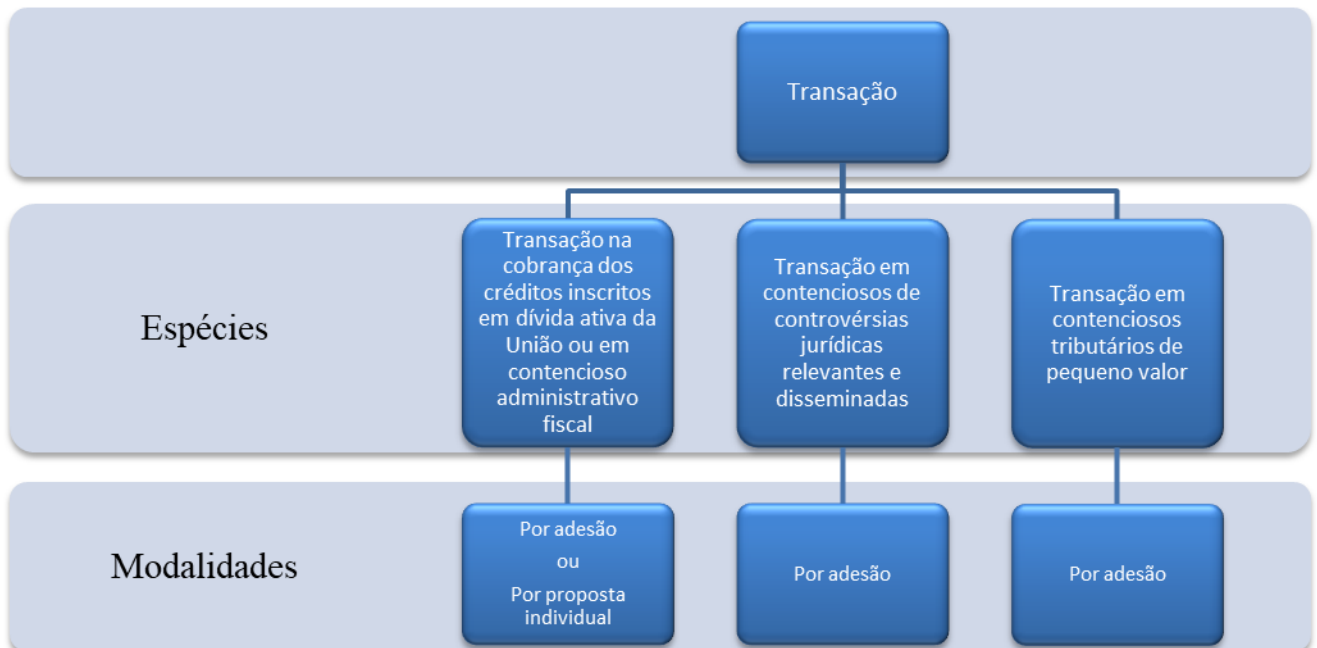 Transação
Espécies
Transação na
cobrança dos
créditos inscritos
em dívida ativa da
União ou em
contencioso
administrativo
fiscal
Transação em
contenciosos de
controvérsias
jurídicas
relevantes e
disseminadas
Transação em
contenciosos
tributários de
pequeno valor
Modalidades
Por adesão
ou
Por proposta
individual
Por adesão
Por adesão